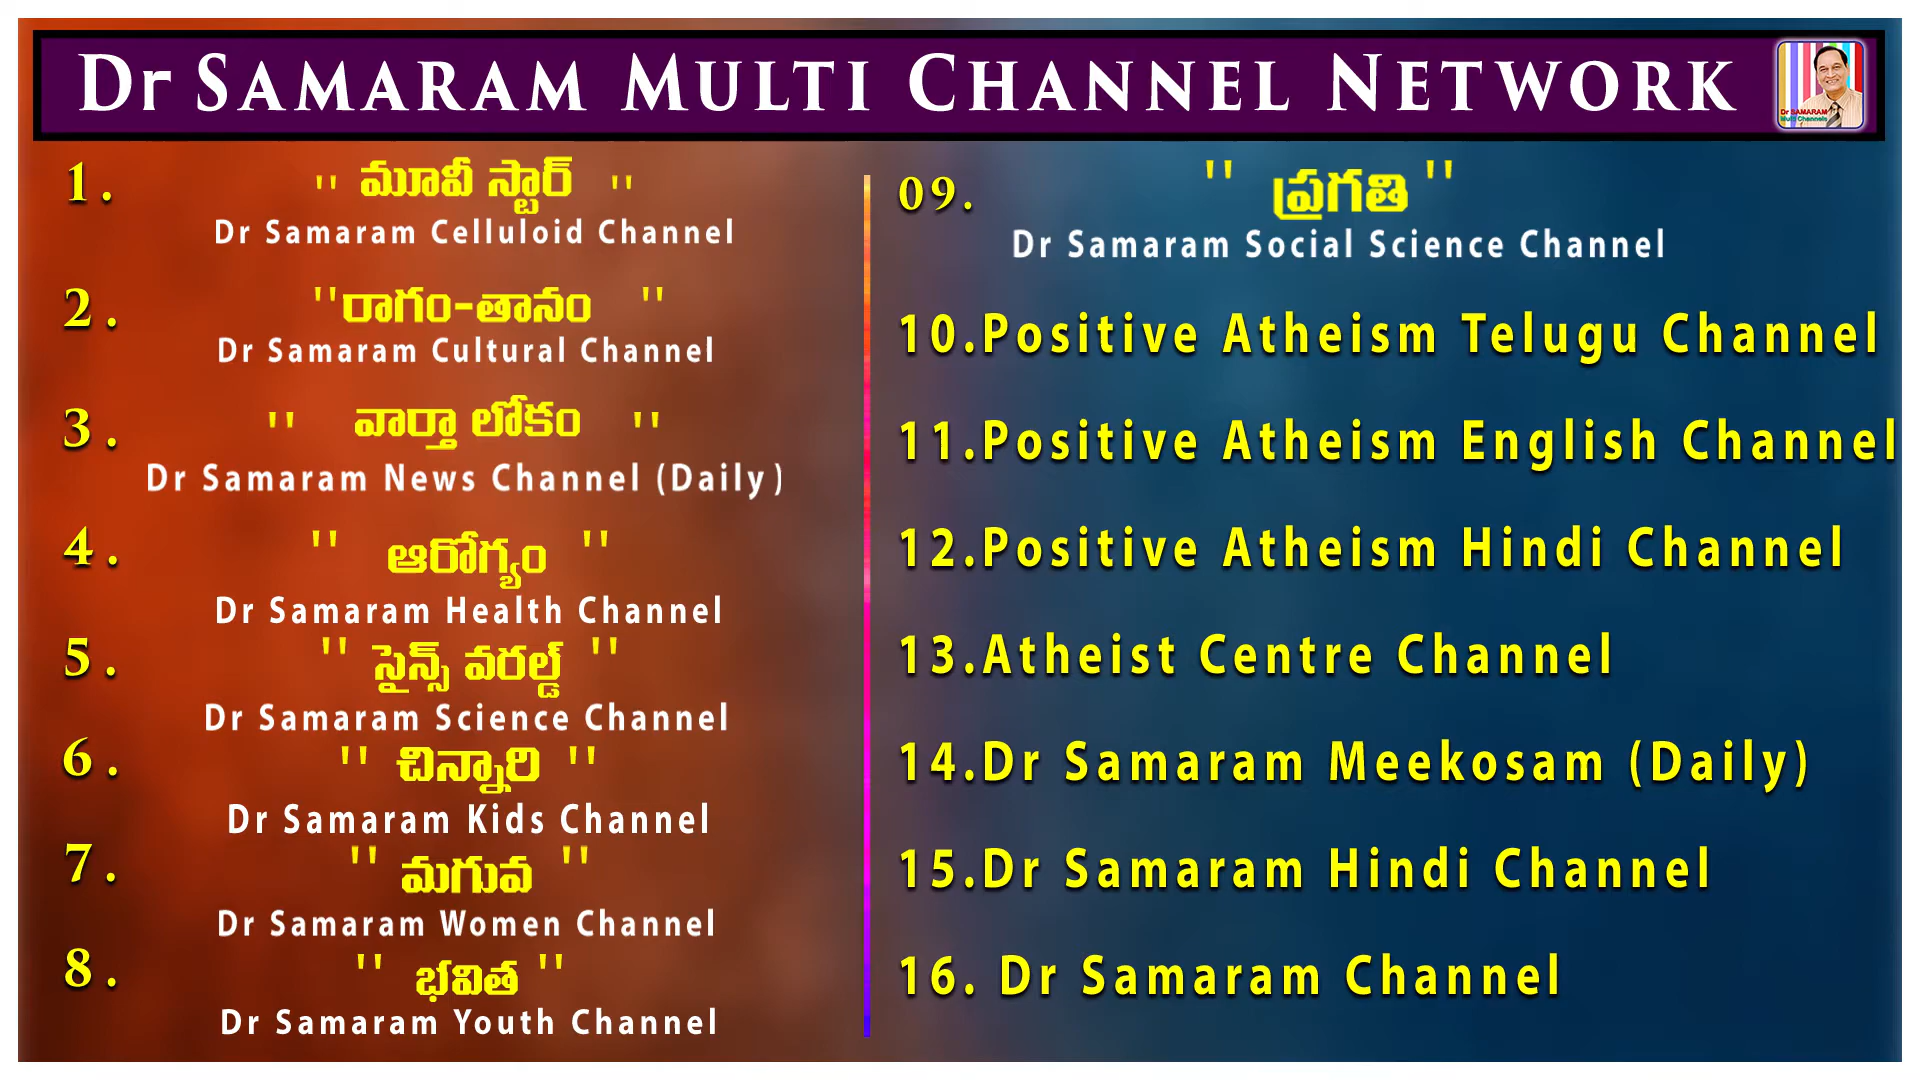 Dr SAMARAM MULTI CHANNEL NETWORK
Dr SAMARAM
Multi Channels
1. '' మూవీ స్టార్ ''
Dr Samaram Celluloid Channel
2. ''రాగం-తానం ''
Dr Samaram Cultural Channel
3. '' వార్తా లోకం ''
Dr Samaram News Channel (Daily)
4. '' ఆరోగ్యం ''
Dr Samaram Health Channel
5. '' సైన్స్ వరల్డ్ ''
Dr Samaram Science Channel
6. '' చిన్నారి ''
Dr Samaram Kids Channel
7. '' మగువ ''
Dr Samaram Women Channel
8. '' భవిత ''
Dr Samaram Youth Channel
09. '' ప్రగతి ''
Dr Samaram Social Science Channel
10.Positive Atheism Telugu Channel
11.Positive Atheism English Channel
12.Positive Atheism Hindi Channel
13.Atheist Centre Channel
14.Dr Samaram Meekosam (Daily)
15.Dr Samaram Hindi Channel
16. Dr Samaram Channel